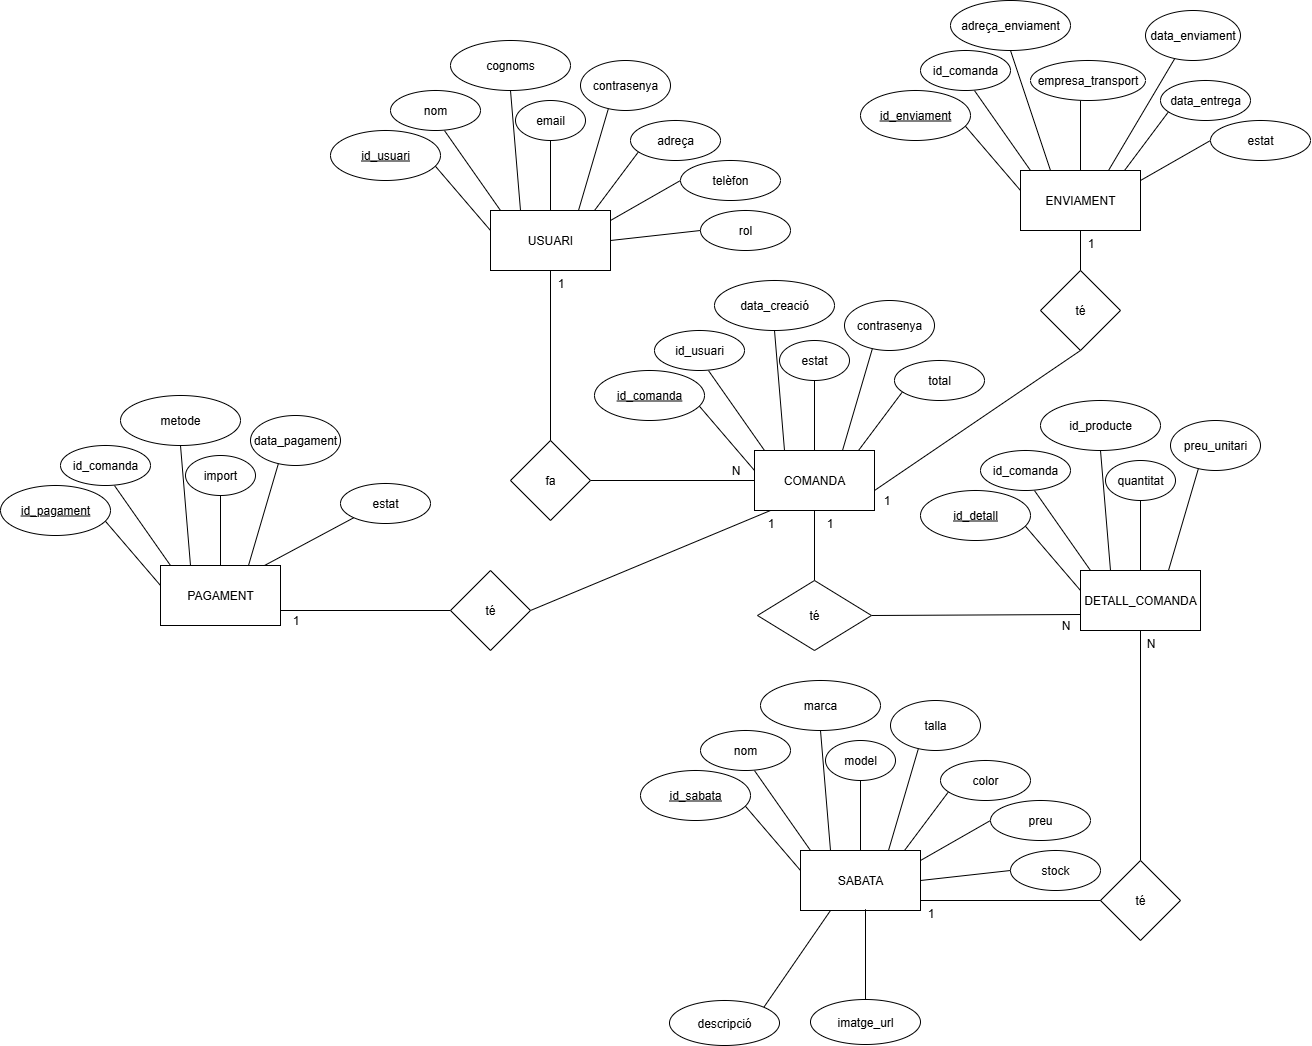 adreça_enviament
data_enviament
cognoms
id_comanda
empresa_transport
contrasenya
nom
email
id_enviament
data_entrega
id_usuari
adreça
estat
telèfon
ENVIAMENT
rol
USUARI
1
1
data_creació
té
contrasenya
id_usuari
estat
id_comanda
total
metode
id_producte
data_pagament
preu_unitari
id_comanda
import
N
id_comanda
fa
COMANDA
quantitat
id_pagament
estat
1
id_detall
1
1
PAGAMENT
DETALL_COMANDA
té
té
1
N
N
marca
talla
nom
model
id_sabata
color
preu
stock
SABATA
té
1
descripció
imatge_url